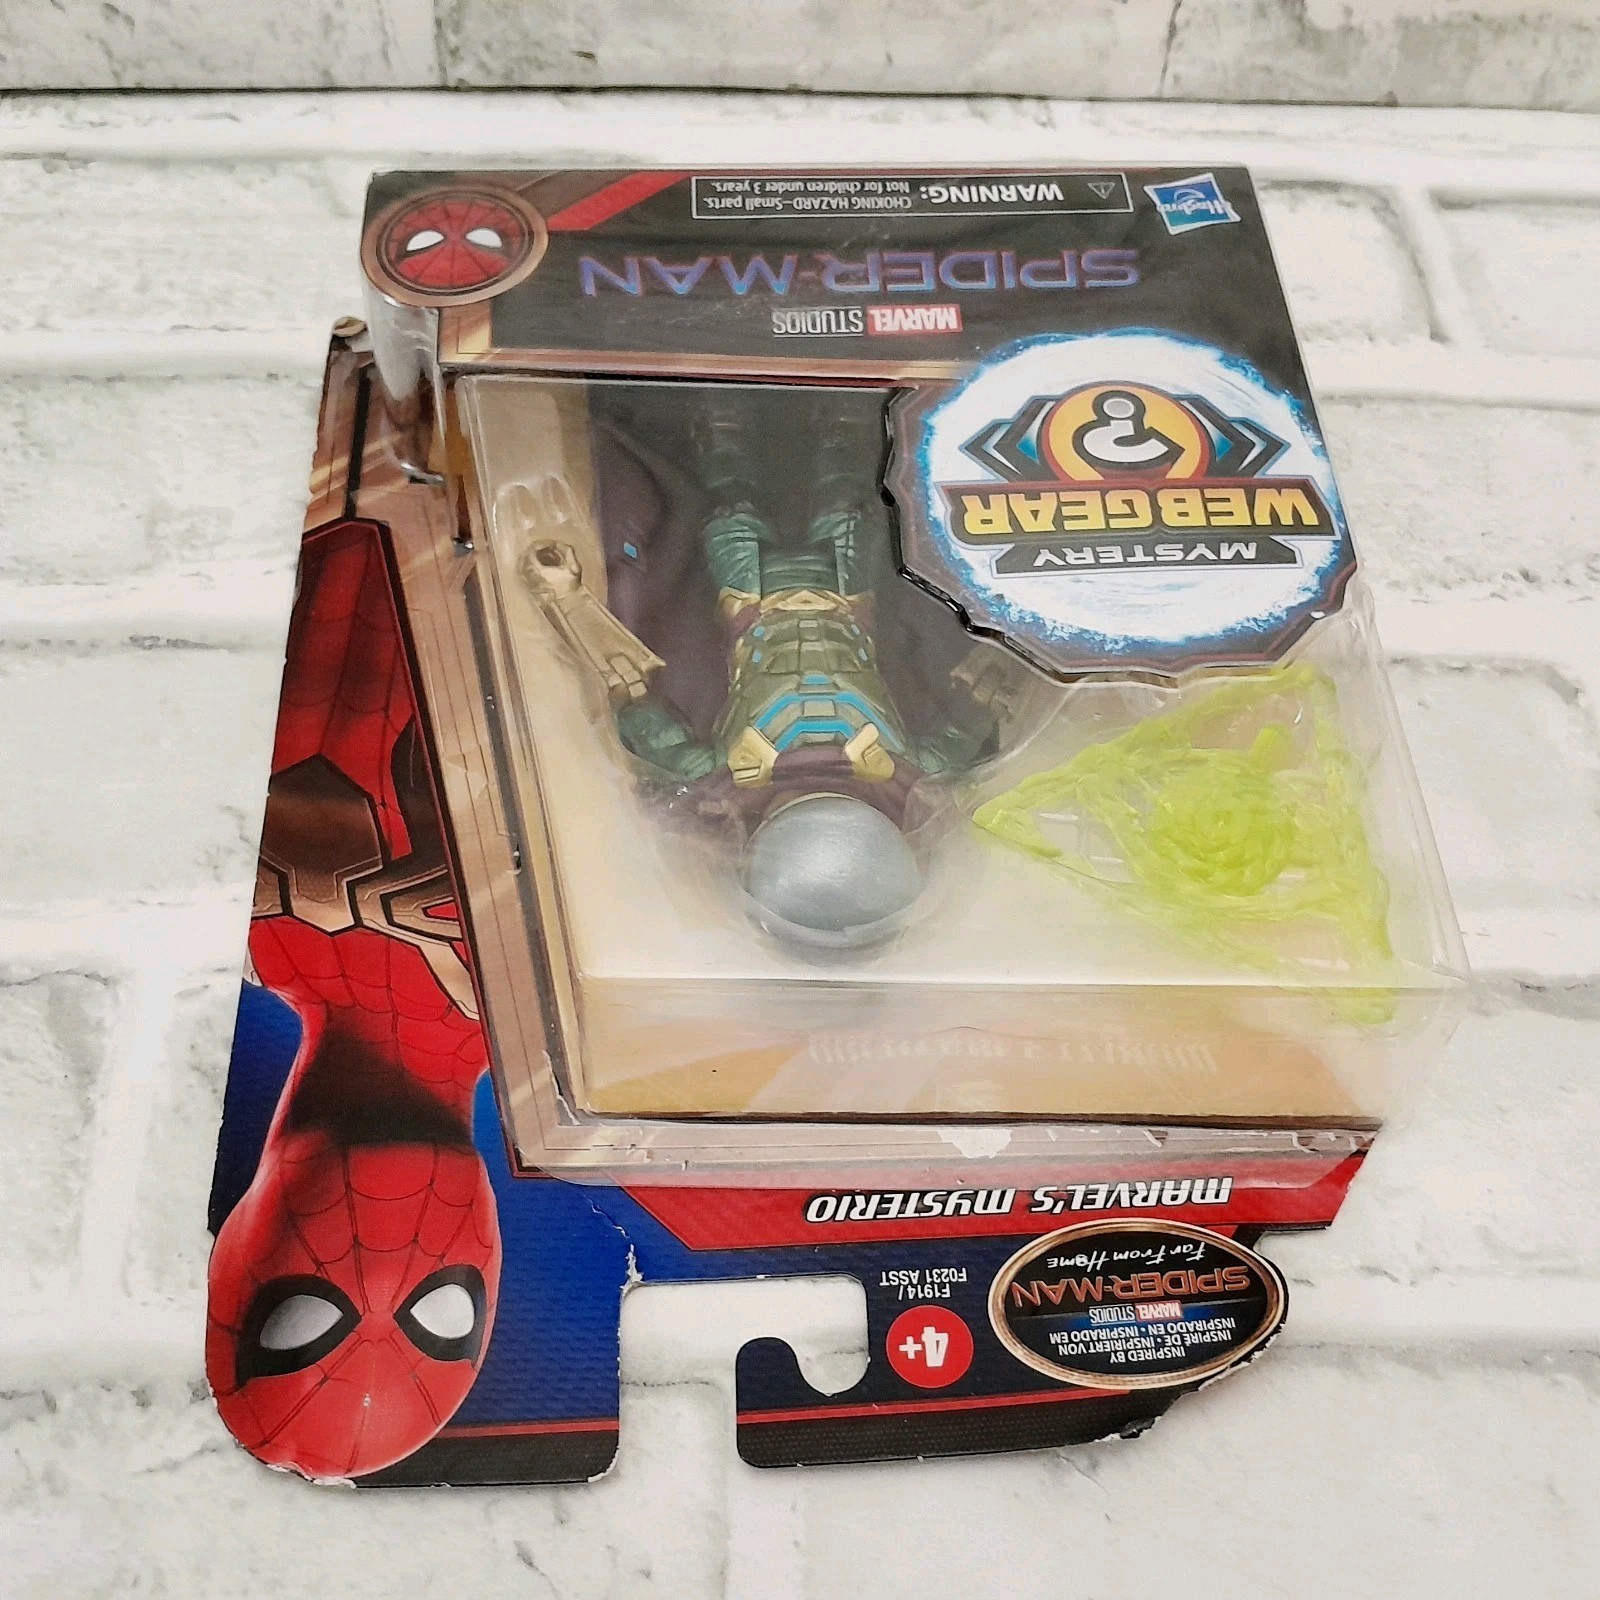 INSPIRED BY
INSPIRÉ DE • INSPIRIERT VON
INSPIRADO EN • INSPIRADO EM
MARVEL STUDIOS
SPIDER-MAN
Far From Home
4+
F1914/
F0231 ASST
MARVEL'S MYSTERIO
MYSTERY
WEB GEAR
?
MARVEL STUDIOS
SPIDER-MAN
Hasbro
WARNING:
CHOKING HAZARD—Small parts.
Not for children under 3 years.